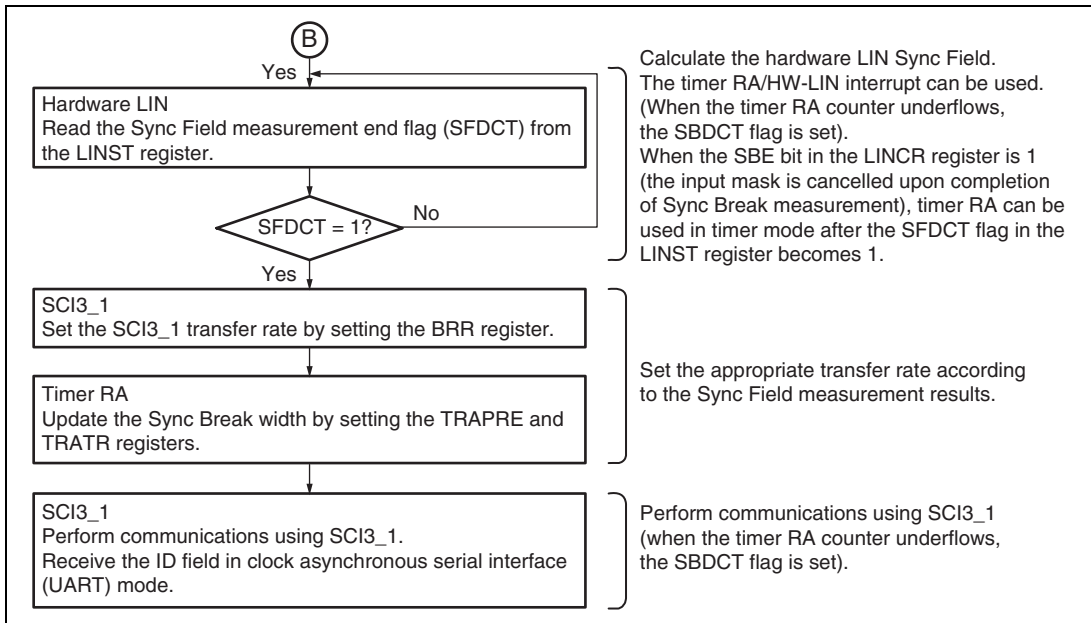 B
Yes
Hardware LIN
Read the Sync Field measurement end flag (SFDCT) from
the LINST register.
SFDCT = 1?
No
Yes
Calculate the hardware LIN Sync Field.
The timer RA/HW-LIN interrupt can be used.
(When the timer RA counter underflows,
the SBDCT flag is set).
When the SBE bit in the LINCR register is 1
(the input mask is cancelled upon completion
of Sync Break measurement), timer RA can be
used in timer mode after the SFDCT flag in the
LINST register becomes 1.
SCI3_1
Set the SCI3_1 transfer rate by setting the BRR register.
Timer RA
Update the Sync Break width by setting the TRAPRE and
TRATR registers.
Set the appropriate transfer rate according
to the Sync Field measurement results.
SCI3_1
Perform communications using SCI3_1.
Receive the ID field in clock asynchronous serial interface
(UART) mode.
Perform communications using SCI3_1
(when the timer RA counter underflows,
the SBDCT flag is set).